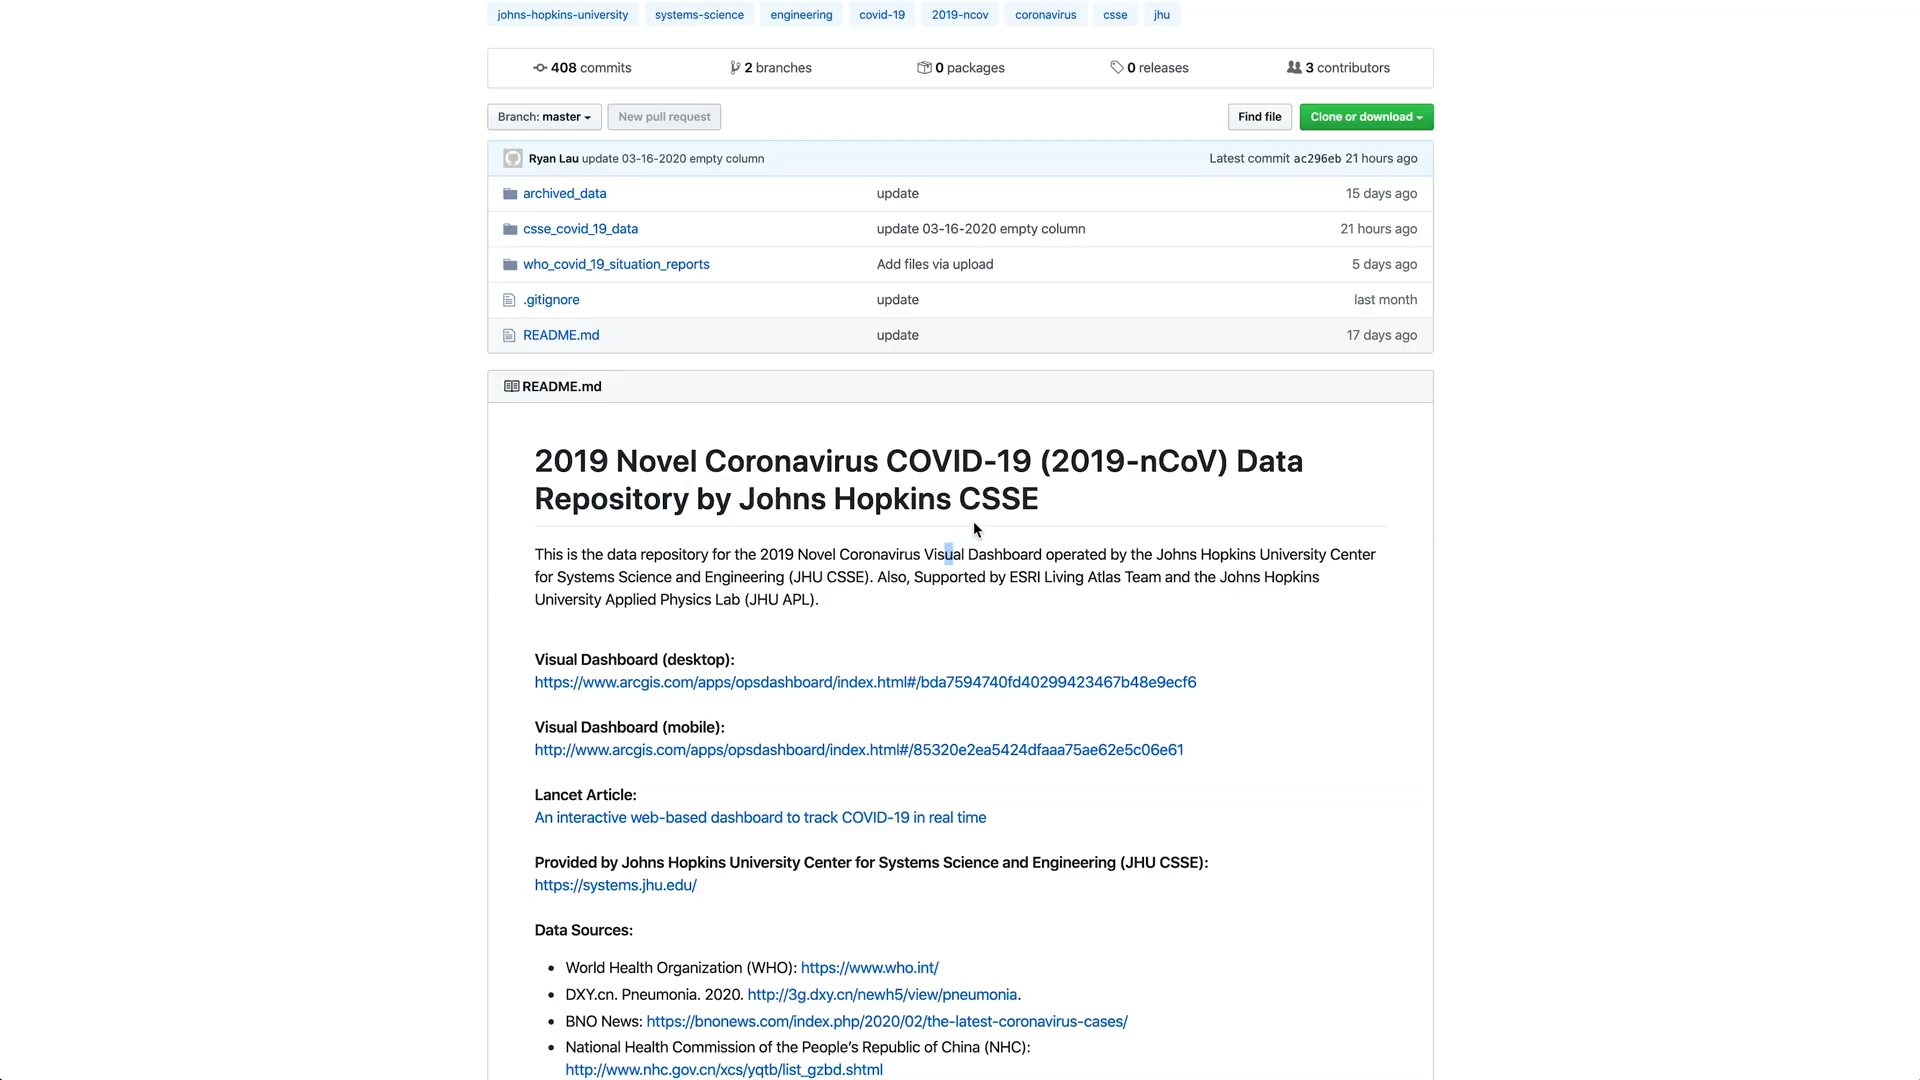 johns-hopkins-university systems-science engineering covid-19 2019-ncov coronavirus csse jhu
408 commits 2 branches 0 packages 0 releases 3 contributors
Branch: master New pull request Find file Clone or download
Ryan Lau update 03-16-2020 empty column Latest commit ac296eb 21 hours ago
archived_data update 15 days ago
csse_covid_19_data update 03-16-2020 empty column 21 hours ago
who_covid_19_situation_reports Add files via upload 5 days ago
.gitignore update last month
README.md update 17 days ago
README.md
2019 Novel Coronavirus COVID-19 (2019-nCoV) Data
Repository by Johns Hopkins CSSE
This is the data repository for the 2019 Novel Coronavirus Visual Dashboard operated by the Johns Hopkins University Center
for Systems Science and Engineering (JHU CSSE). Also, Supported by ESRI Living Atlas Team and the Johns Hopkins
University Applied Physics Lab (JHU APL).
Visual Dashboard (desktop):
https://www.arcgis.com/apps/opsdashboard/index.html#/bda7594740fd40299423467b48e9ecf6
Visual Dashboard (mobile):
http://www.arcgis.com/apps/opsdashboard/index.html#/85320e2ea5424dfaaa75ae62e5c06e61
Lancet Article:
An interactive web-based dashboard to track COVID-19 in real time
Provided by Johns Hopkins University Center for Systems Science and Engineering (JHU CSSE):
https://systems.jhu.edu/
Data Sources:
• World Health Organization (WHO): https://www.who.int/
• DXY.cn. Pneumonia. 2020. http://3g.dxy.cn/newh5/view/pneumonia.
• BNO News: https://bnonews.com/index.php/2020/02/the-latest-coronavirus-cases/
• National Health Commission of the People's Republic of China (NHC):
http://www.nhc.gov.cn/xcs/yqtb/list_gzbd.shtml